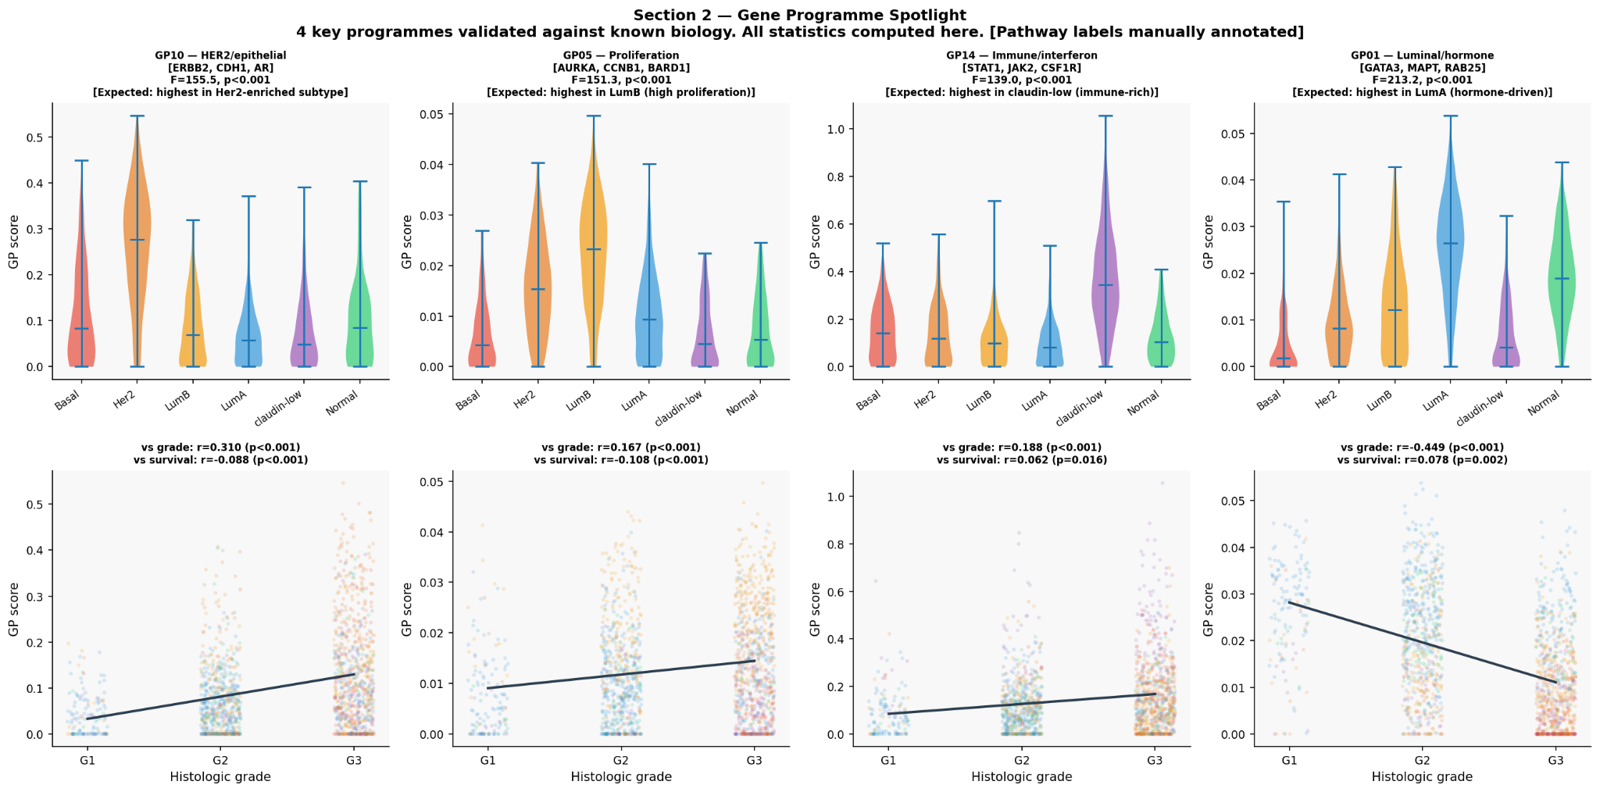 Section 2 — Gene Programme Spotlight
4 key programmes validated against known biology. All statistics computed here. [Pathway labels manually annotated]
GP10 — HER2/epithelial
[ERBB2, CDH1, AR]
F=155.5, p<0.001
[Expected: highest in Her2-enriched subtype]
GP score
0.5
0.4
0.3
0.2
0.1
0.0
Basal
Her2
LumB
LumA
claudin-low
Normal
GP05 — Proliferation
[AURKA, CCNB1, BARD1]
F=151.3, p<0.001
[Expected: highest in LumB (high proliferation)]
GP score
0.05
0.04
0.03
0.02
0.01
0.00
Basal
Her2
LumB
LumA
claudin-low
Normal
GP14 — Immune/interferon
[STAT1, JAK2, CSF1R]
F=139.0, p<0.001
[Expected: highest in claudin-low (immune-rich)]
GP score
1.0
0.8
0.6
0.4
0.2
0.0
Basal
Her2
LumB
LumA
claudin-low
Normal
GP01 — Luminal/hormone
[GATA3, MAPT, RAB25]
F=213.2, p<0.001
[Expected: highest in LumA (hormone-driven)]
GP score
0.05
0.04
0.03
0.02
0.01
0.00
Basal
Her2
LumB
LumA
claudin-low
Normal
vs grade: r=0.310 (p<0.001)
vs survival: r=-0.088 (p<0.001)
GP score
0.5
0.4
0.3
0.2
0.1
0.0
G1
G2
G3
Histologic grade
vs grade: r=0.167 (p<0.001)
vs survival: r=-0.108 (p<0.001)
GP score
0.05
0.04
0.03
0.02
0.01
0.00
G1
G2
G3
Histologic grade
vs grade: r=0.188 (p<0.001)
vs survival: r=0.062 (p=0.016)
GP score
1.0
0.8
0.6
0.4
0.2
0.0
G1
G2
G3
Histologic grade
vs grade: r=-0.449 (p<0.001)
vs survival: r=0.078 (p=0.002)
GP score
0.05
0.04
0.03
0.02
0.01
0.00
G1
G2
G3
Histologic grade